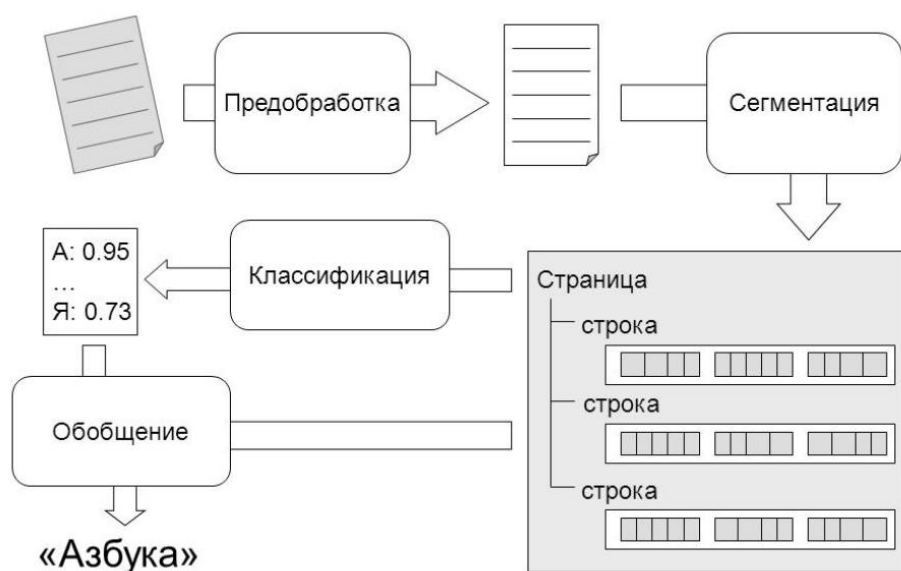 Предобработка
Сегментация
А: 0.95
...
Я: 0.73
Классификация
Страница
строка
строка
строка
Обобщение
«Азбука»